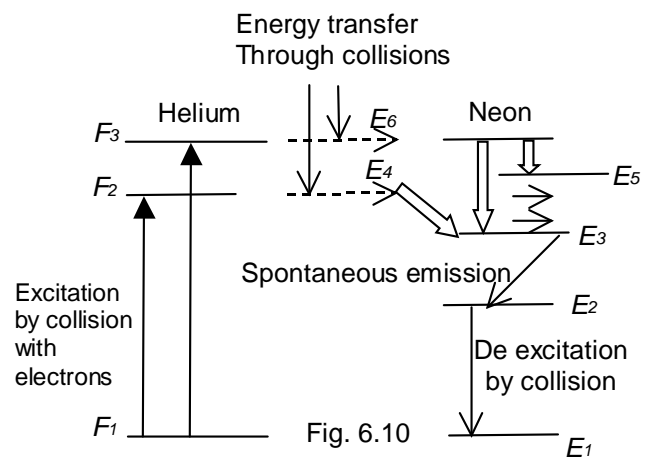 Energy transfer
Through collisions
Helium
Neon
F3
E6
F2
E4
E5
E3
Spontaneous emission
Excitation
by collision
with
electrons
E2
De excitation
by collision
F1
Fig. 6.10
E1